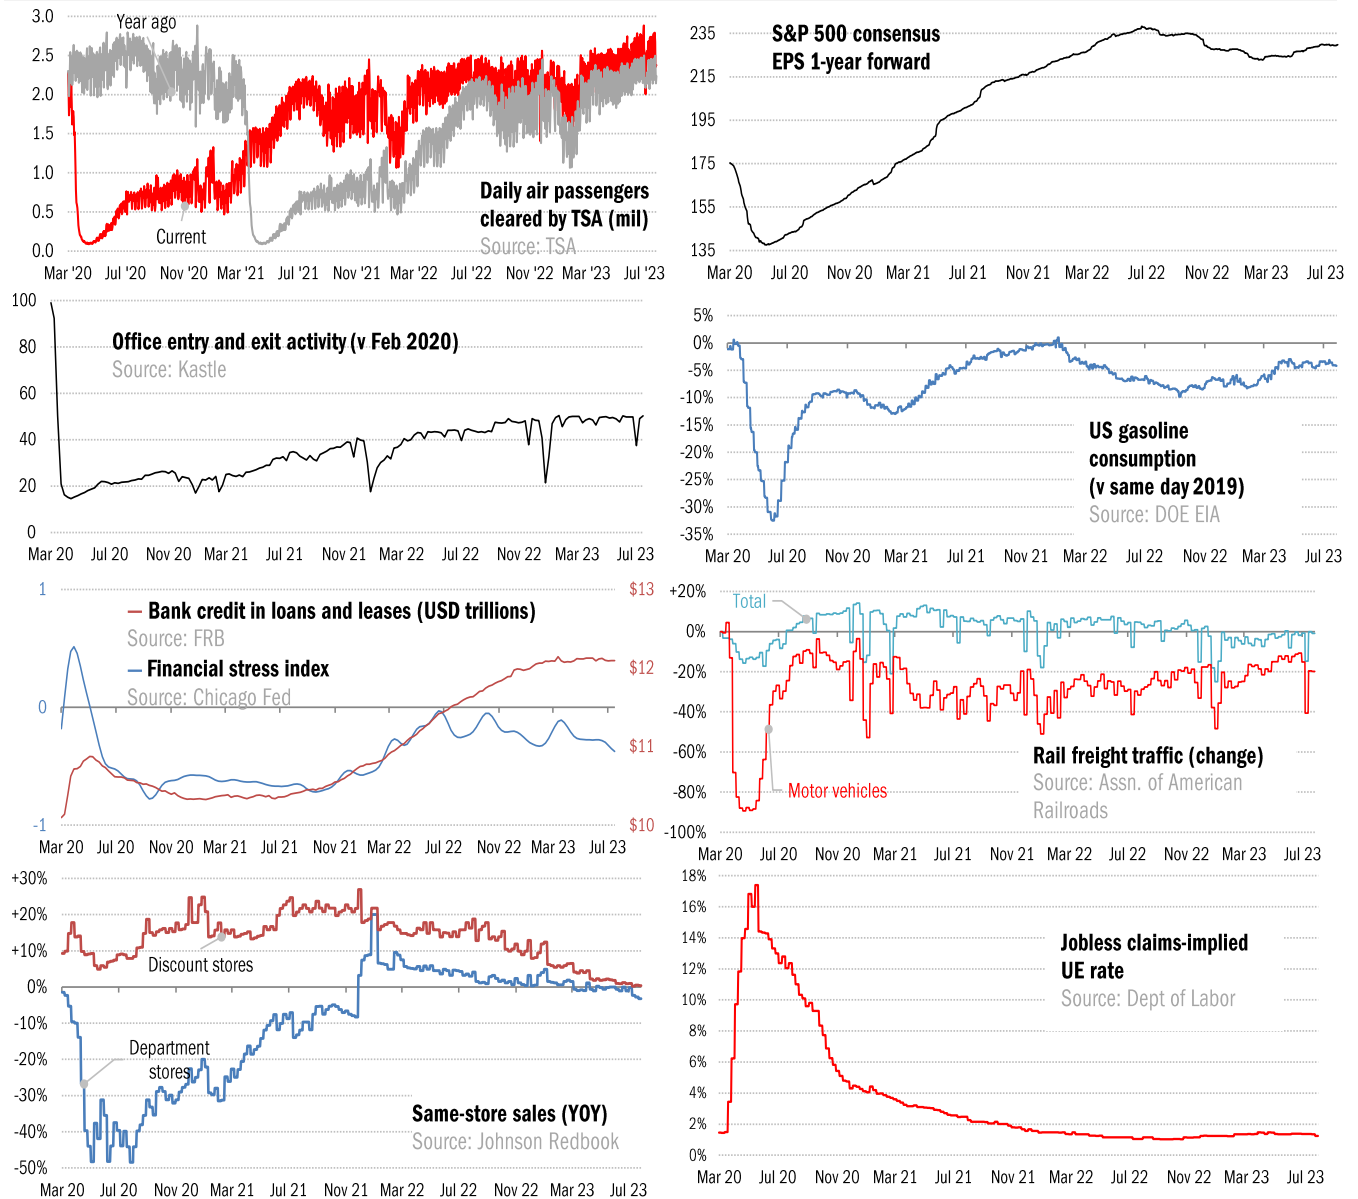 3.0
2.5
2.0
1.5
1.0
0.5
0.0
Year ago
Current
Daily air passengers
cleared by TSA (mil)
Source: TSA
Mar '20 Jul '20 Nov '20 Mar '21 Jul '21 Nov '21 Mar '22 Jul '22 Nov '22 Mar '23 Jul '23
235
215
195
175
155
135
S&P 500 consensus
EPS 1-year forward
Mar 20 Jul 20 Nov 20 Mar 21 Jul 21 Nov 21 Mar 22 Jul 22 Nov 22 Mar 23 Jul 23
100
80
60
40
20
0
Office entry and exit activity (v Feb 2020)
Source: Kastle
Mar 20 Jul 20 Nov 20 Mar 21 Jul 21 Nov 21 Mar 22 Jul 22 Nov 22 Mar 23 Jul 23
5%
0%
-5%
-10%
-15%
-20%
-25%
-30%
-35%
US gasoline
consumption
(v same day 2019)
Source: DOE EIA
Mar 20 Jul 20 Nov 20 Mar 21 Jul 21 Nov 21 Mar 22 Jul 22 Nov 22 Mar 23 Jul 23
1
0
-1
Bank credit in loans and leases (USD trillions)
Source: FRB
Financial stress index
Source: Chicago Fed
$13
$12
$11
$10
Mar 20 Jul 20 Nov 20 Mar 21 Jul 21 Nov 21 Mar 22 Jul 22 Nov 22 Mar 23 Jul 23
+20%
0%
-20%
-40%
-60%
-80%
-100%
Total
Motor vehicles
Rail freight traffic (change)
Source: Assn. of American
Railroads
Mar 20 Jul 20 Nov 20 Mar 21 Jul 21 Nov 21 Mar 22 Jul 22 Nov 22 Mar 23 Jul 23
+30%
+20%
+10%
0%
-10%
-20%
-30%
-40%
-50%
Discount stores
Department
stores
Same-store sales (YOY)
Source: Johnson Redbook
Mar 20 Jul 20 Nov 20 Mar 21 Jul 21 Nov 21 Mar 22 Jul 22 Nov 22 Mar 23 Jul 23
18%
16%
14%
12%
10%
8%
6%
4%
2%
0%
Jobless claims-implied
UE rate
Source: Dept of Labor
Mar 20 Jul 20 Nov 20 Mar 21 Jul 21 Nov 21 Mar 22 Jul 22 Nov 22 Mar 23 Jul 23